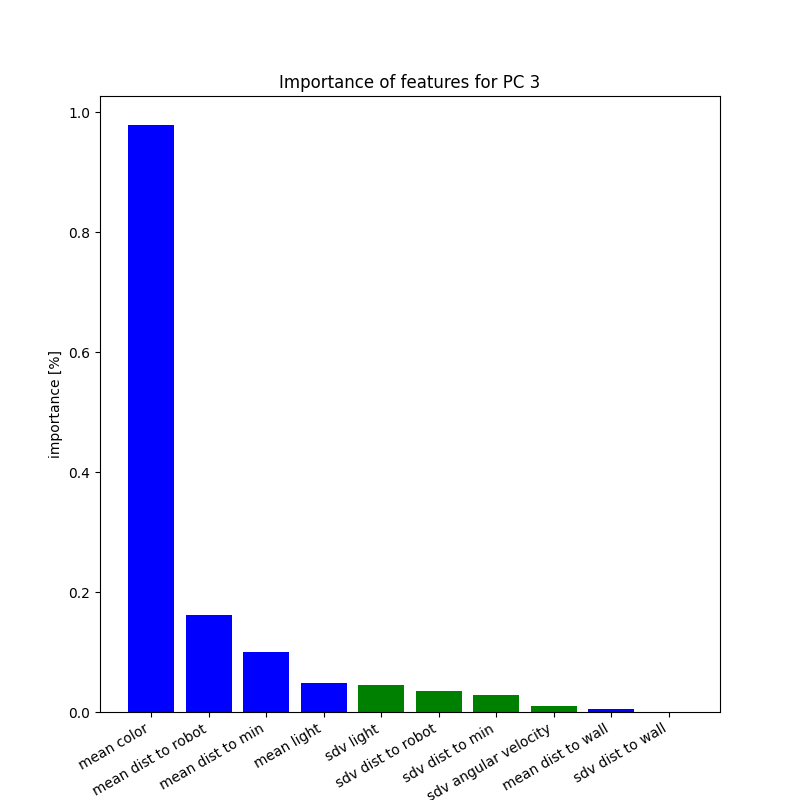 Importance of features for PC 3
importance [%]
1.0
0.8
0.6
0.4
0.2
0.0
mean color
mean dist to robot
mean dist to min
mean light
sdv light
sdv dist to robot
sdv dist to min
sdv angular velocity
mean dist to wall
sdv dist to wall